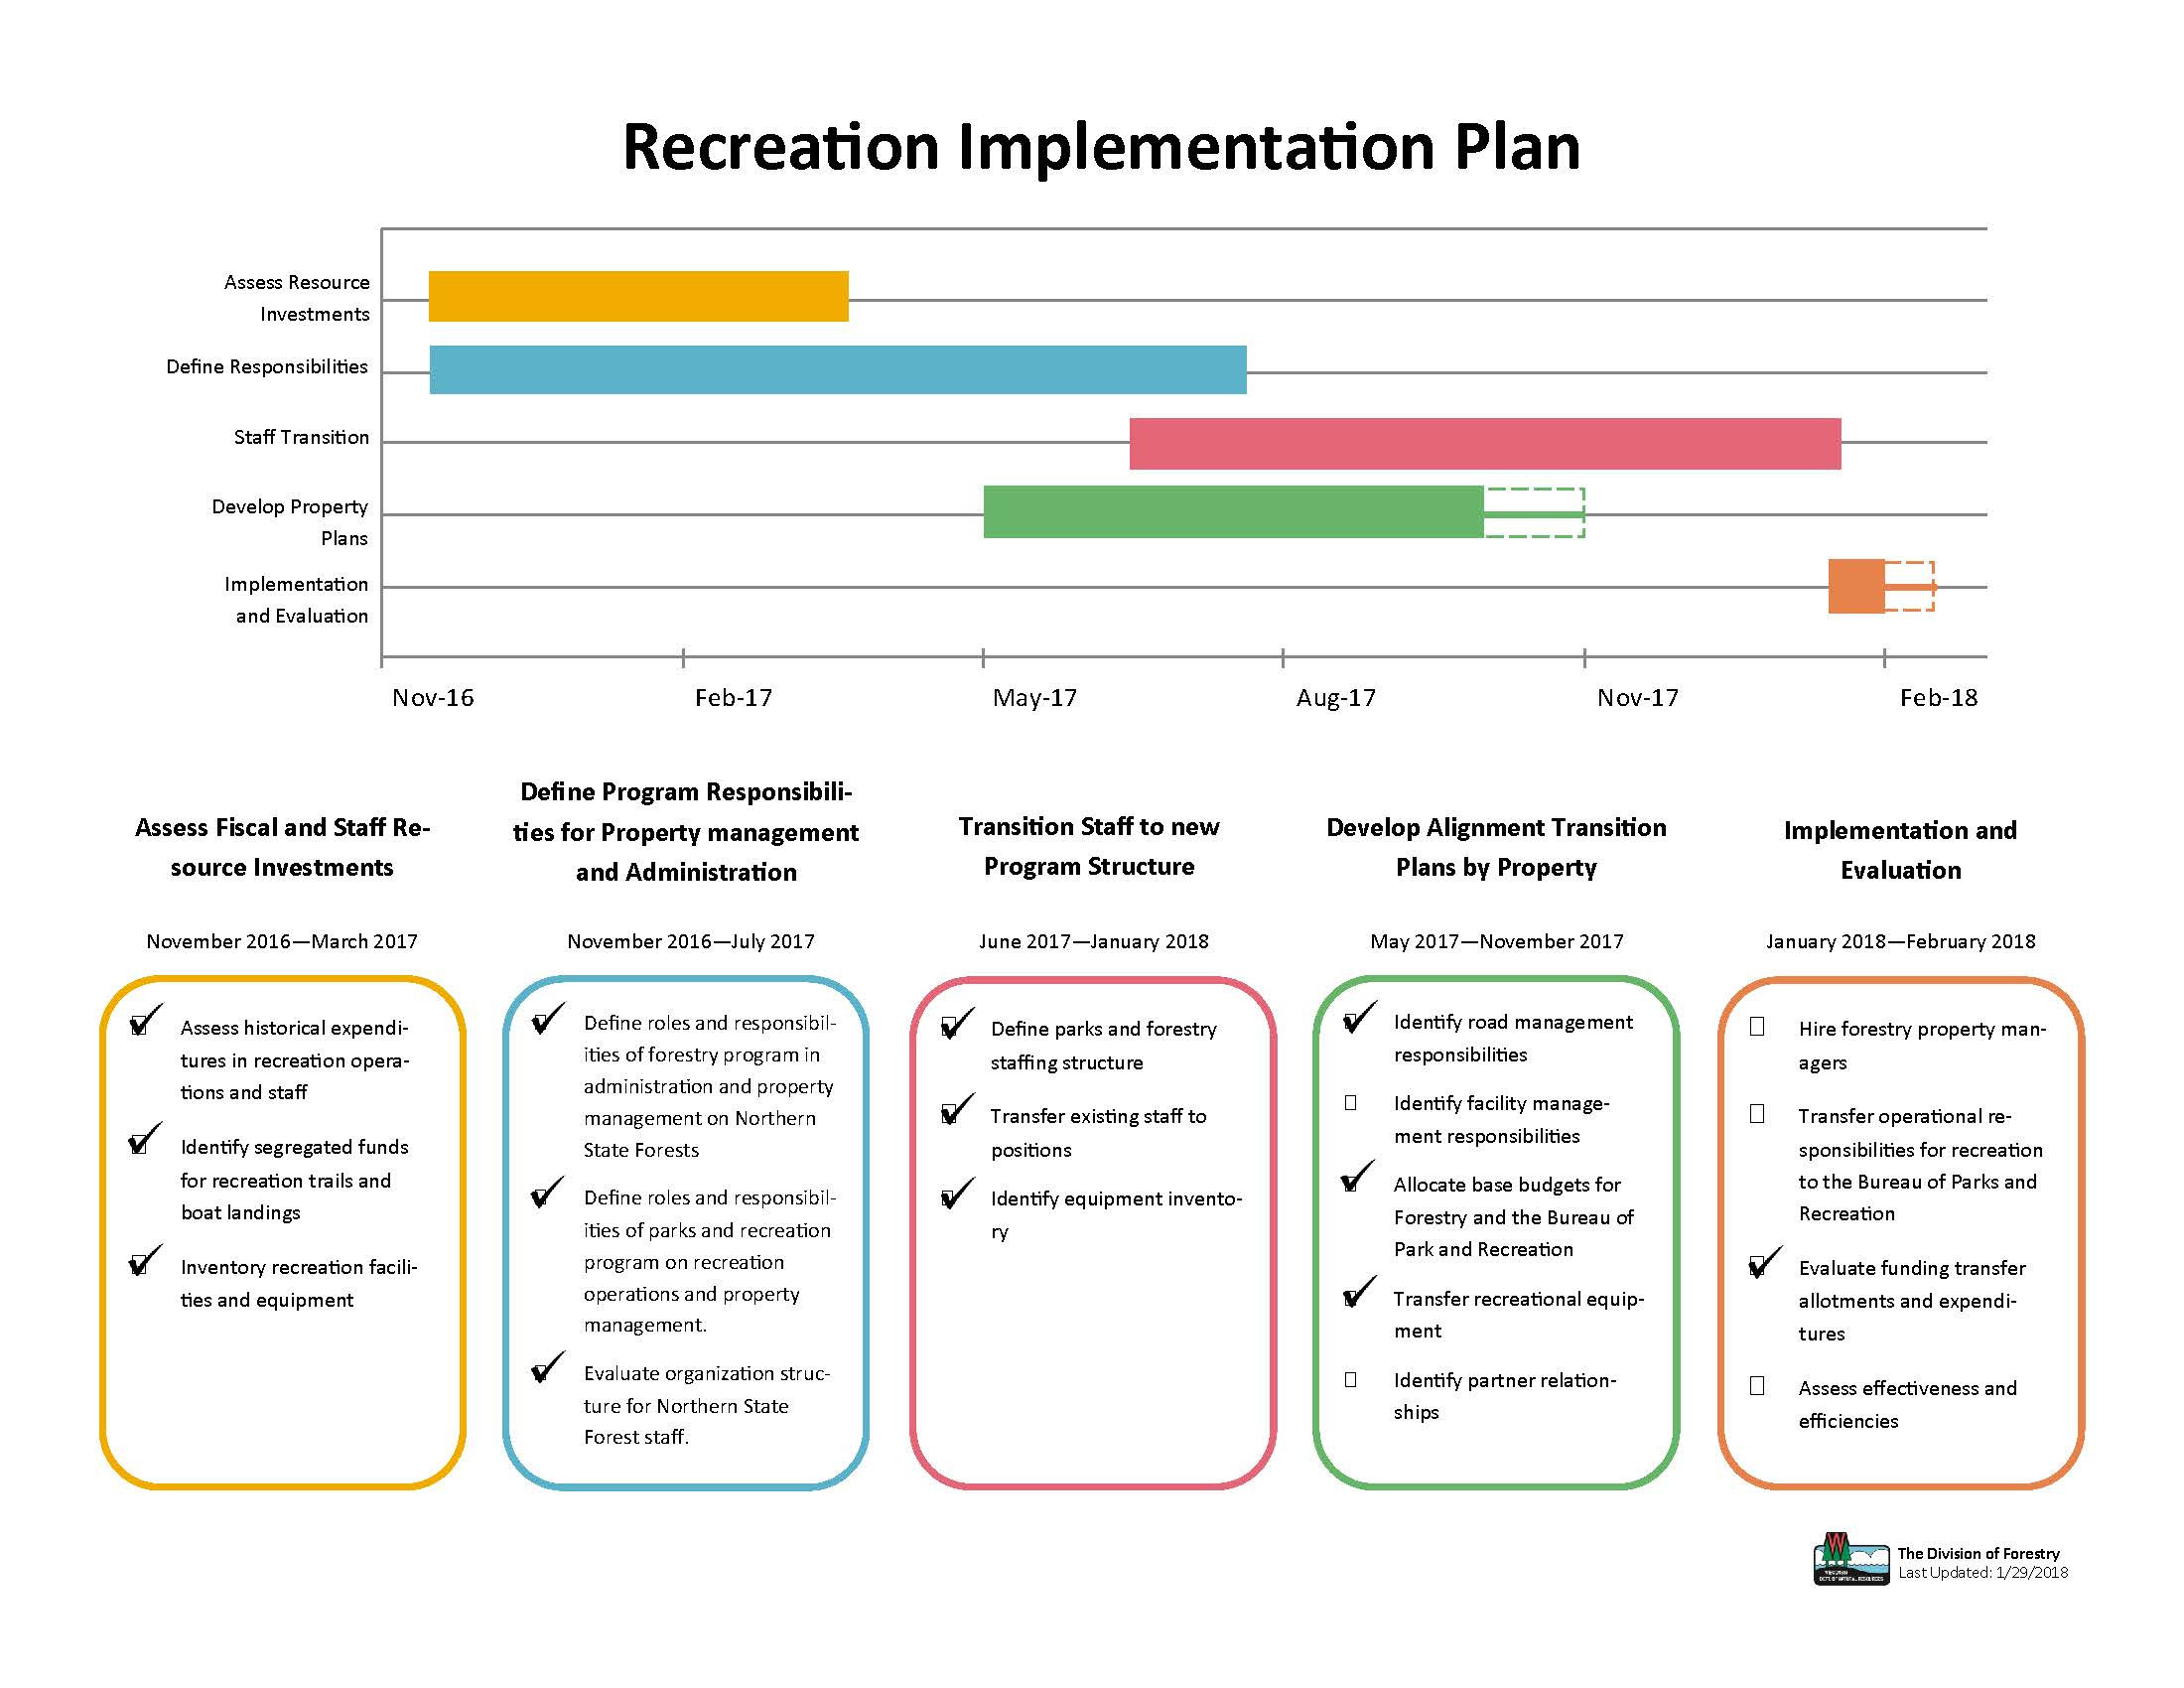 Recreation Implementation Plan
Assess Resource
Investments
Define Responsibilities
Staff Transition
Develop Property
Plans
Implementation
and Evaluation
Nov-16
Feb-17
May-17
Aug-17
Nov-17
Feb-18
Assess Fiscal and Staff Re-
source Investments
November 2016—March 2017
Assess historical expendi-
tures in recreation opera-
tions and staff
Identify segregated funds
for recreation trails and
boat landings
Inventory recreation facili-
ties and equipment
Define Program Responsibili-
ties for Property management
and Administration
November 2016—July 2017
Define roles and responsibil-
ities of forestry program in
administration and property
management on Northern
State Forests
Define roles and responsibil-
ities of parks and recreation
program on recreation
operations and property
management.
Evaluate organization struc-
ture for Northern State
Forest staff.
Transition Staff to new
Program Structure
June 2017—January 2018
Define parks and forestry
staffing structure
Transfer existing staff to
positions
Identify equipment invento-
ry
Develop Alignment Transition
Plans by Property
May 2017—November 2017
Identify road management
responsibilities
Identify facility manage-
ment responsibilities
Allocate base budgets for
Forestry and the Bureau of
Park and Recreation
Transfer recreational equip-
ment
Identify partner relation-
ships
Implementation and
Evaluation
January 2018—February 2018
Hire forestry property man-
agers
Transfer operational re-
sponsibilities for recreation
to the Bureau of Parks and
Recreation
Evaluate funding transfer
allotments and expendi-
tures
Assess effectiveness and
efficiencies
W
The Division of Forestry
Last Updated: 1/29/2018